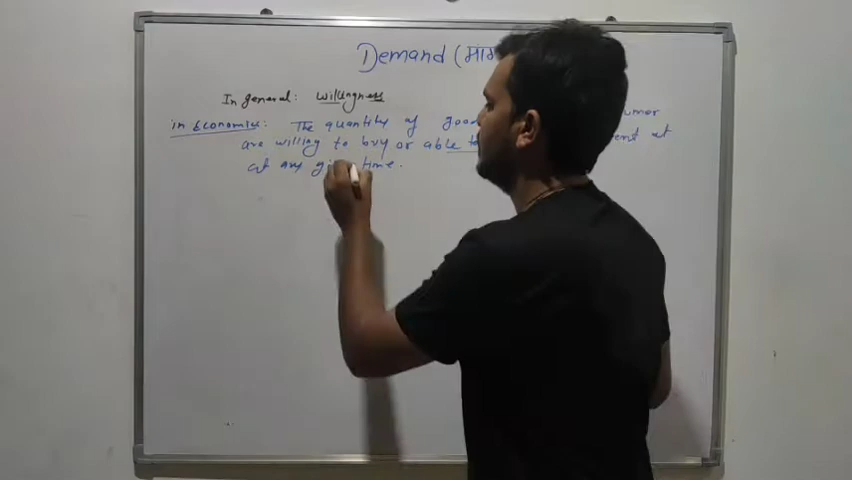 Demand (मांग
In general: Willingness
in Economics: The quantity of good umer
are willing to buy or able to ent at
at any given time.